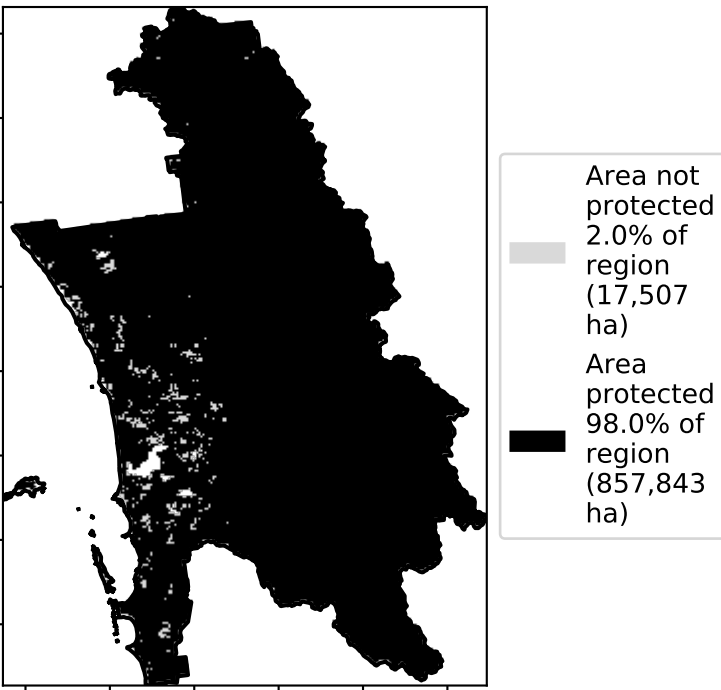 Area not
protected
2.0% of
region
(17,507
ha)
Area
protected
98.0% of
region
(857,843
ha)